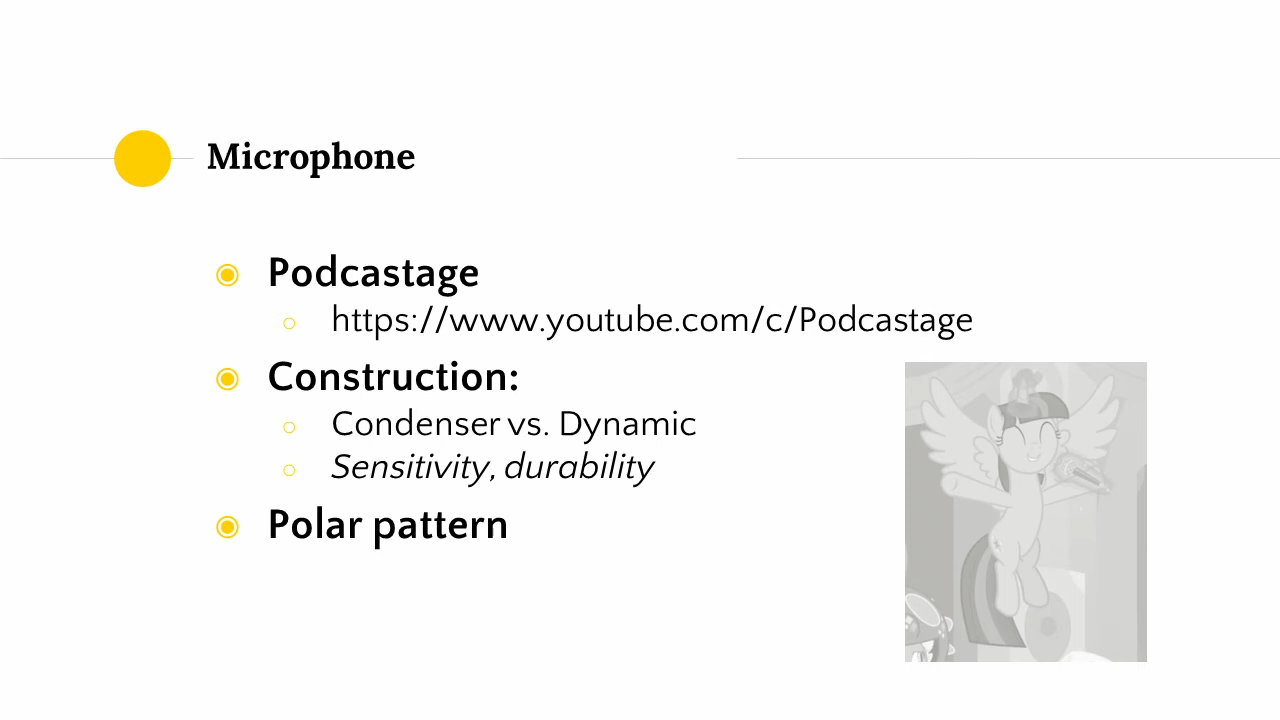 Microphone
Podcastage
https://www.youtube.com/c/Podcastage
Construction:
Condenser vs. Dynamic
Sensitivity, durability
Polar pattern